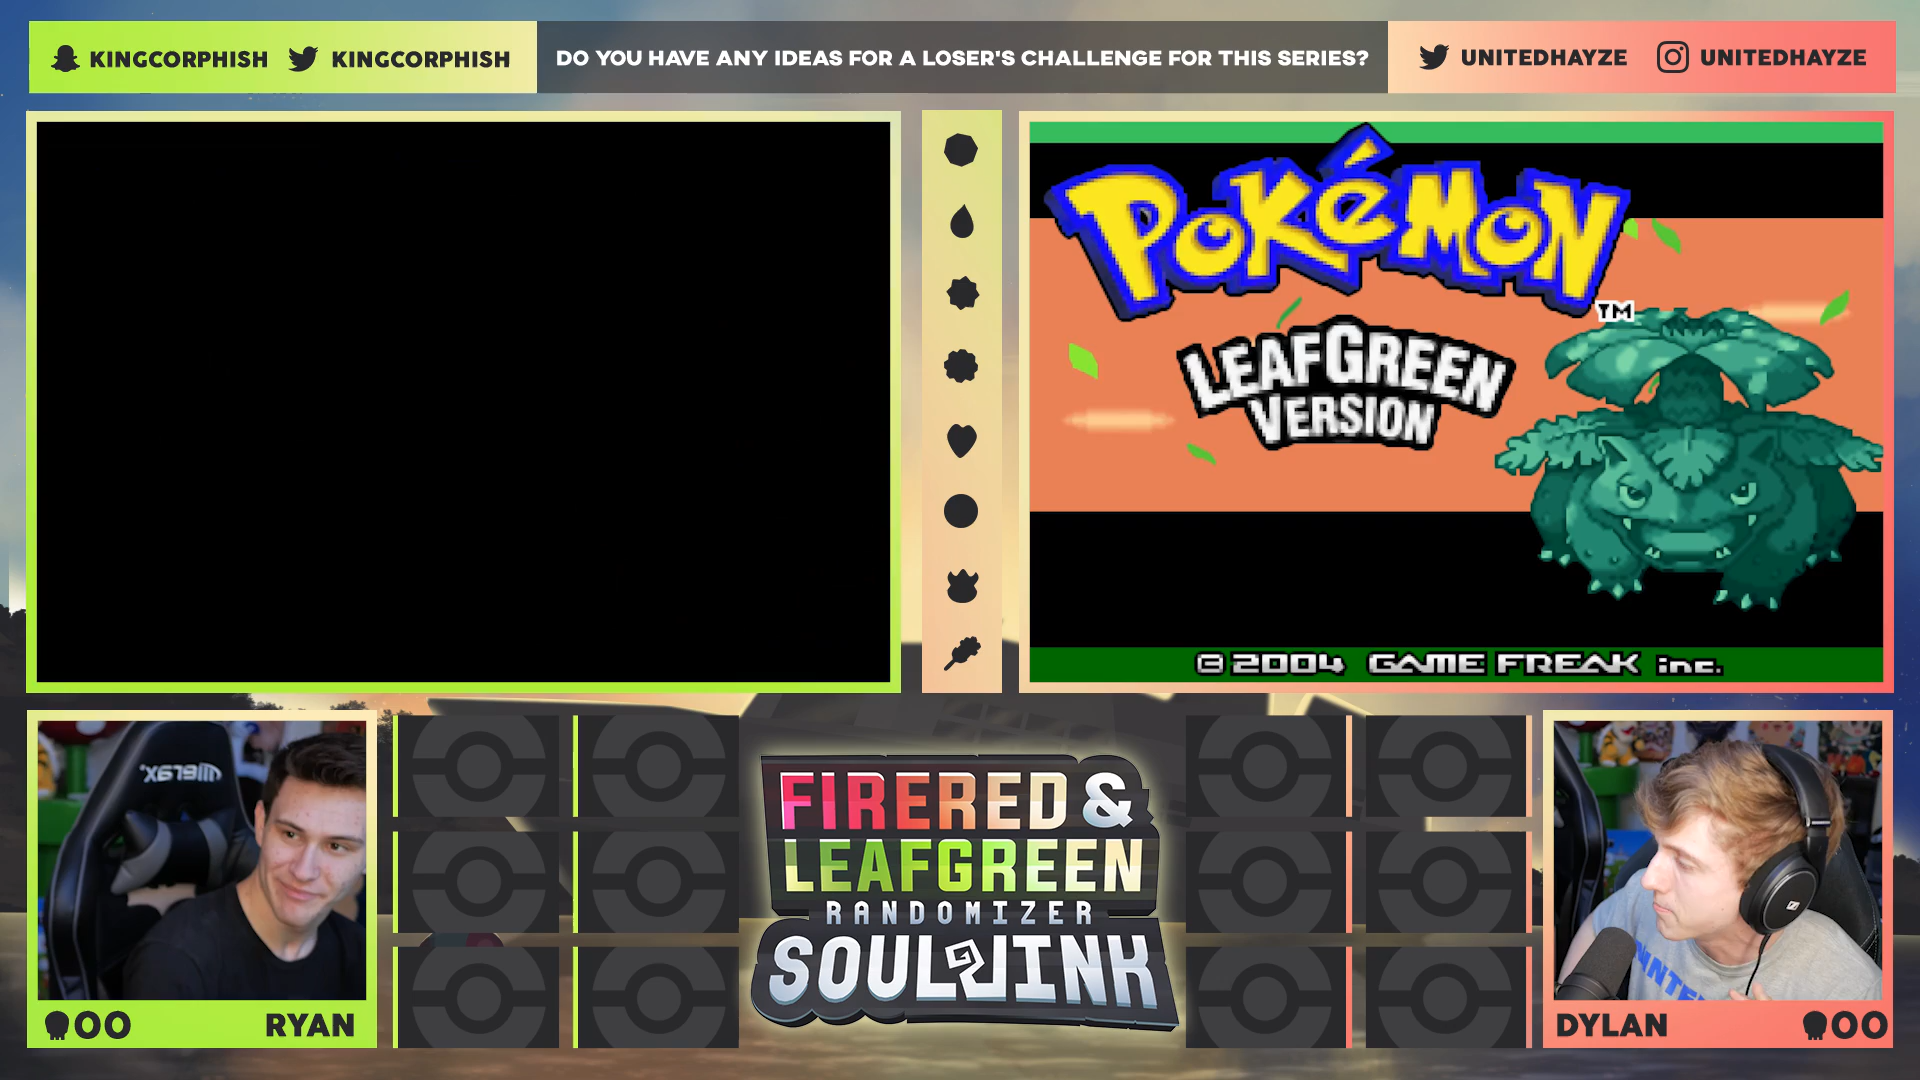 KINGCORPHISH KINGCORPHISH
DO YOU HAVE ANY IDEAS FOR A LOSER'S CHALLENGE FOR THIS SERIES?
UNITEDHAYZE UNITEDHAYZE
POKéMON
TM
LEAFGREEN
VERSION
© 2004 GAME FREAK inc.
00 RYAN
FIRERED &
LEAFGREEN
RANDOMIZER
SOULLINK
DYLAN 00